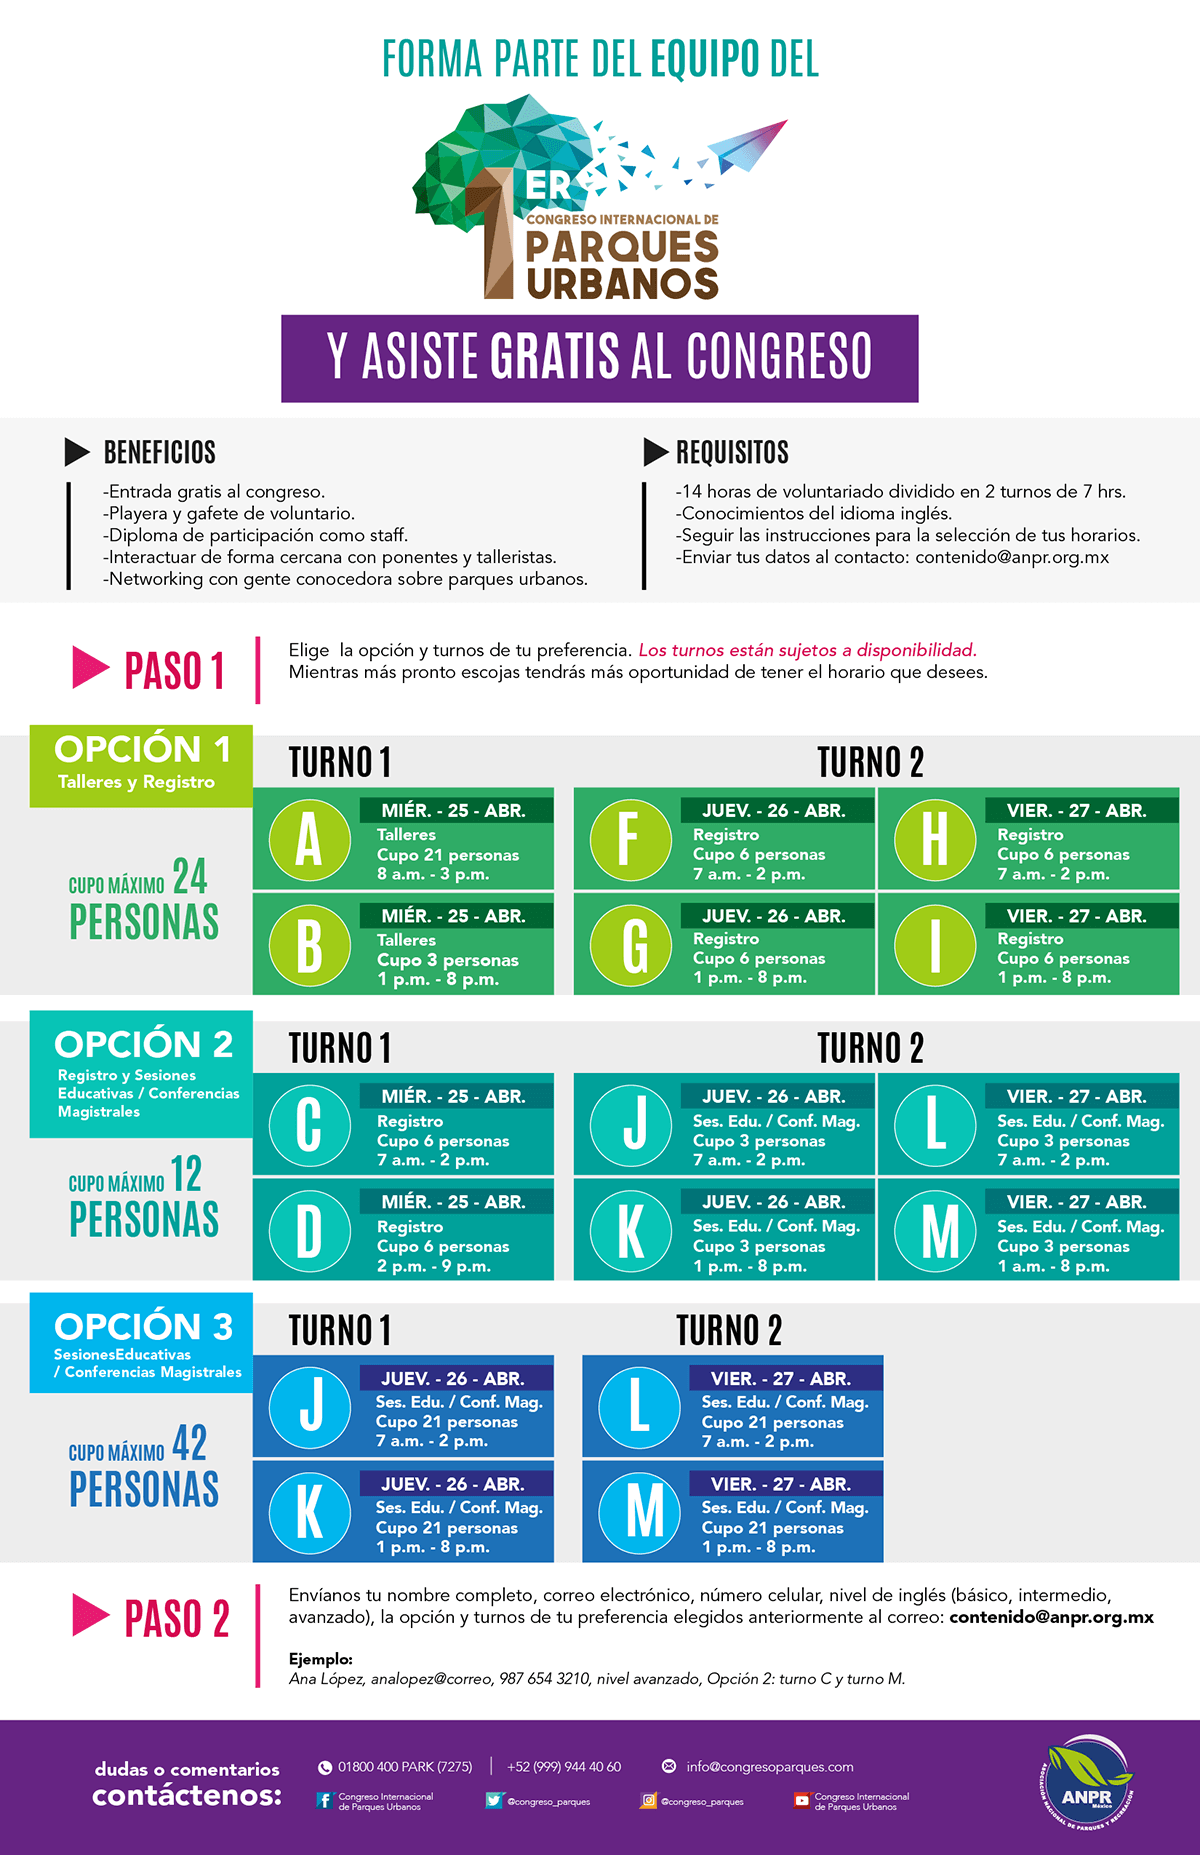 FORMA PARTE DEL EQUIPO DEL
1ER
CONGRESO INTERNACIONAL DE
PARQUES
URBANOS
Y ASISTE GRATIS AL CONGRESO
BENEFICIOS
-Entrada gratis al congreso.
-Playera y gafete de voluntario.
-Diploma de participación como staff.
-Interactuar de forma cercana con ponentes y talleristas.
-Networking con gente conocedora sobre parques urbanos.
REQUISITOS
-14 horas de voluntariado dividido en 2 turnos de 7 hrs.
-Conocimientos del idioma inglés.
-Seguir las instrucciones para la selección de tus horarios.
-Enviar tus datos al contacto: contenido@anpr.org.mx
PASO 1
Elige la opción y turnos de tu preferencia. Los turnos están sujetos a disponibilidad.
Mientras más pronto escojas tendrás más oportunidad de tener el horario que desees.
OPCIÓN 1
Talleres y Registro
CUPO MÁXIMO 24
PERSONAS
TURNO 1
TURNO 2
A
MIÉR. - 25 - ABR.
Talleres
Cupo 21 personas
8 a.m. - 3 p.m.
F
JUEV. - 26 - ABR.
Registro
Cupo 6 personas
7 a.m. - 2 p.m.
H
VIER. - 27 - ABR.
Registro
Cupo 6 personas
7 a.m. - 2 p.m.
B
MIÉR. - 25 - ABR.
Talleres
Cupo 3 personas
1 p.m. - 8 p.m.
G
JUEV. - 26 - ABR.
Registro
Cupo 6 personas
1 p.m. - 8 p.m.
I
VIER. - 27 - ABR.
Registro
Cupo 6 personas
1 p.m. - 8 p.m.
OPCIÓN 2
Registro y Sesiones
Educativas / Conferencias
Magistrales
CUPO MÁXIMO 12
PERSONAS
TURNO 1
TURNO 2
C
MIÉR. - 25 - ABR.
Registro
Cupo 6 personas
7 a.m. - 2 p.m.
J
JUEV. - 26 - ABR.
Ses. Edu. / Conf. Mag.
Cupo 3 personas
7 a.m. - 2 p.m.
L
VIER. - 27 - ABR.
Ses. Edu. / Conf. Mag.
Cupo 3 personas
7 a.m. - 2 p.m.
D
MIÉR. - 25 - ABR.
Registro
Cupo 6 personas
2 p.m. - 9 p.m.
K
JUEV. - 26 - ABR.
Ses. Edu. / Conf. Mag.
Cupo 3 personas
1 p.m. - 8 p.m.
M
VIER. - 27 - ABR.
Ses. Edu. / Conf. Mag.
Cupo 3 personas
1 a.m. - 8 p.m.
OPCIÓN 3
SesionesEducativas
/ Conferencias Magistrales
CUPO MÁXIMO 42
PERSONAS
TURNO 1
TURNO 2
J
JUEV. - 26 - ABR.
Ses. Edu. / Conf. Mag.
Cupo 21 personas
7 a.m. - 2 p.m.
L
VIER. - 27 - ABR.
Ses. Edu. / Conf. Mag.
Cupo 21 personas
7 a.m. - 2 p.m.
K
JUEV. - 26 - ABR.
Ses. Edu. / Conf. Mag.
Cupo 21 personas
1 p.m. - 8 p.m.
M
VIER. - 27 - ABR.
Ses. Edu. / Conf. Mag.
Cupo 21 personas
1 p.m. - 8 p.m.
PASO 2
Envíanos tu nombre completo, correo electrónico, número celular, nivel de inglés (básico, intermedio,
avanzado), la opción y turnos de tu preferencia elegidos anteriormente al correo: contenido@anpr.org.mx
Ejemplo:
Ana López, analopez@correo, 987 654 3210, nivel avanzado, Opción 2: turno C y turno M.
dudas o comentarios
contáctenos:
01800 400 PARK (7275) | +52 (999) 944 40 60
info@congresoparques.com
Congreso Internacional
de Parques Urbanos
@congreso_parques
@congreso_parques
Congreso Internacional
de Parques Urbanos
ANPR
México
ASOCIACIÓN NACIONAL DE PARQUES Y RECREACIÓN